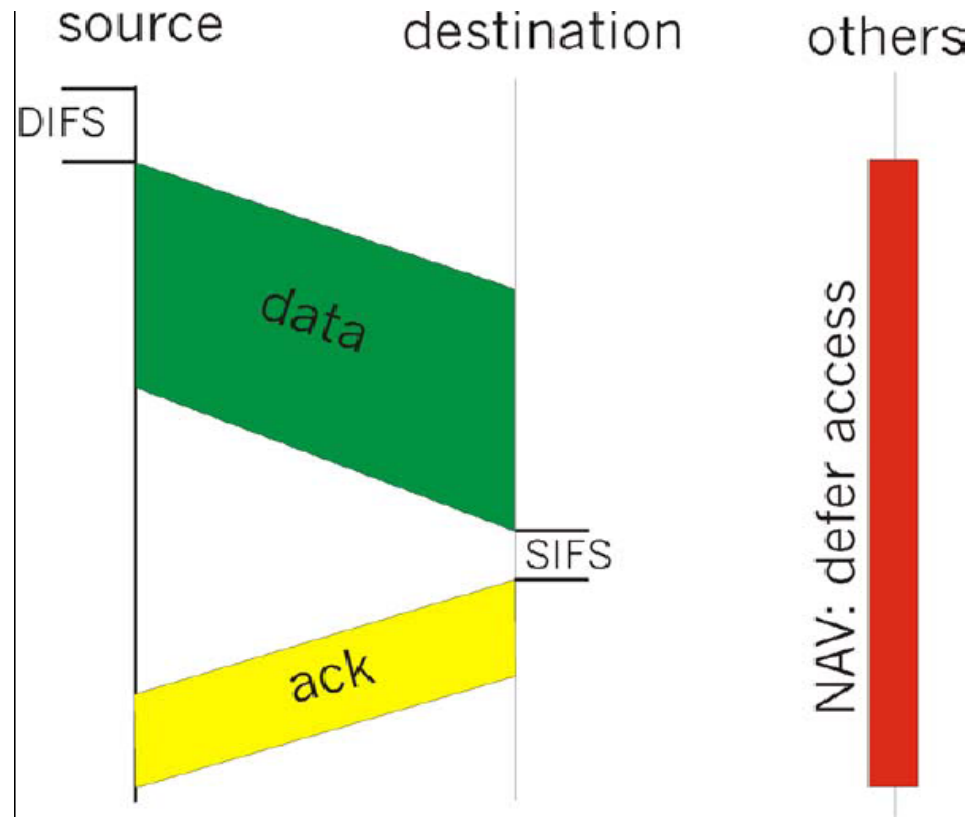 source
destination
others
DIFS
data
SIFS
ack
NAV: defer access